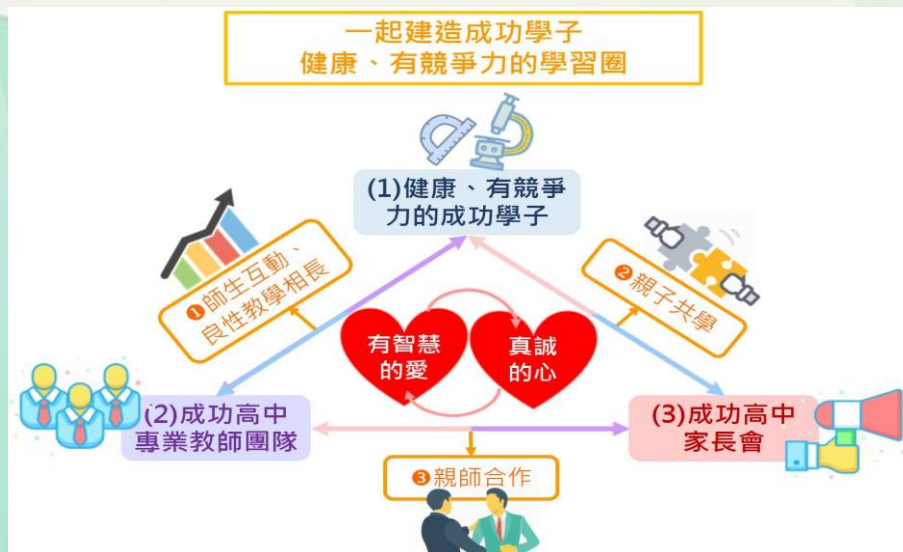 一起建造成功學子
健康、有競爭力的學習圈
(1)健康、有競爭
力的成功學子
❶師生互動、
良性教學相長
❷親子共學
有智慧
的愛
真誠
的心
(2)成功高中
專業教師團隊
(3)成功高中
家長會
❸親師合作